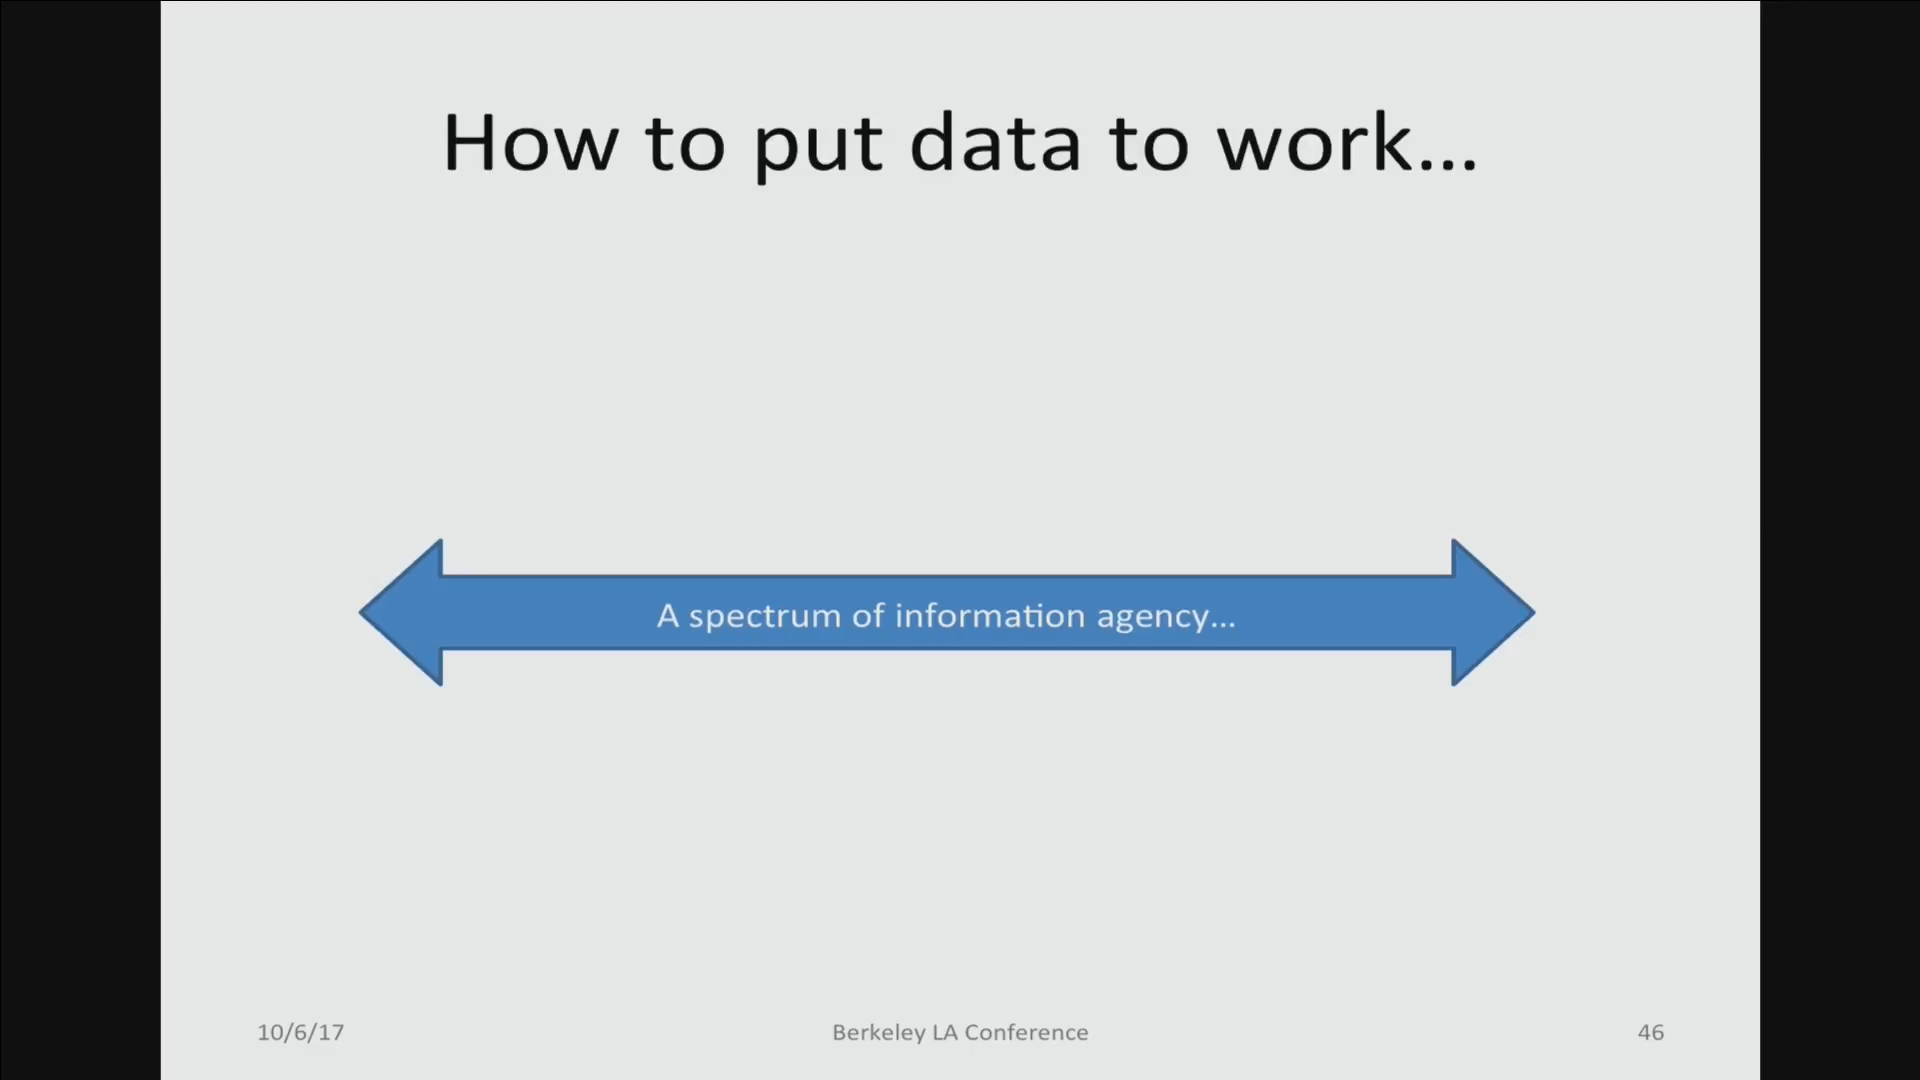 How to put data to work...
A spectrum of information agency...
10/6/17
Berkeley LA Conference
46